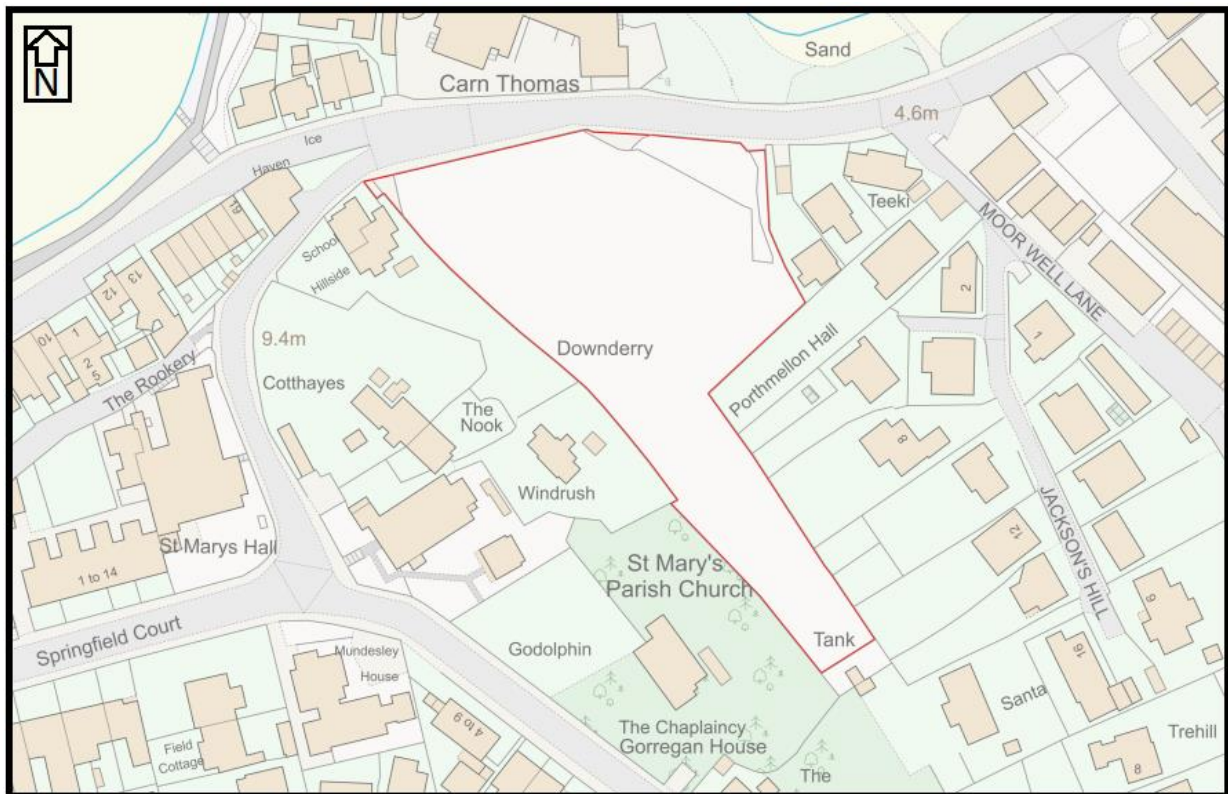 N
Sand
Carn Thomas
4.6m
Ice
Haven
Teeki
19
School
MOOR WELL LANE
13
12
Hillside
2
1
10
1
9.4m
2
5
Downderry
Porthmellon Hall
The Rookery
Cotthayes
The
Nook
8
Windrush
JACKSON'S HILL
St Marys Hall
12
1 to 14
St Mary's
Parish Church
9
Springfield Court
Tank
Godolphin
Mundesley
House
16
Santa
The Chaplaincy
Gorregan House
4 to 9
Trehill
Field
Cottage
The
8